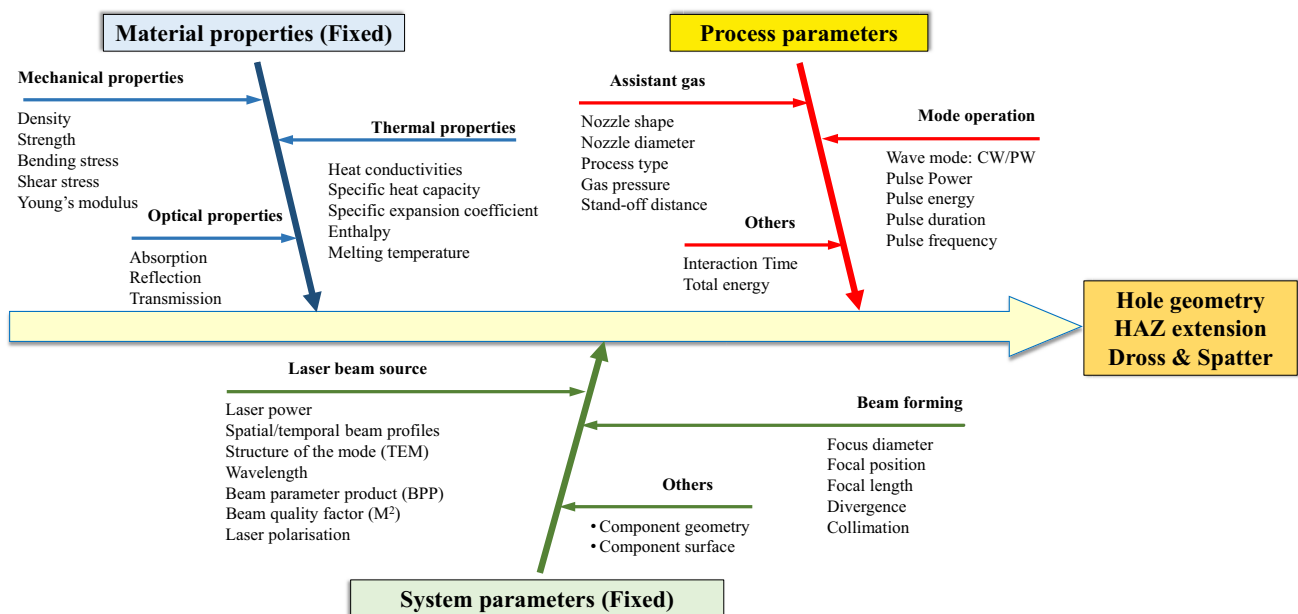 Material properties (Fixed)
Mechanical properties
Density
Strength
Bending stress
Shear stress
Young’s modulus
Thermal properties
Heat conductivities
Specific heat capacity
Specific expansion coefficient
Enthalpy
Melting temperature
Optical properties
Absorption
Reflection
Transmission
Process parameters
Assistant gas
Nozzle shape
Nozzle diameter
Process type
Gas pressure
Stand-off distance
Mode operation
Wave mode: CW/PW
Pulse Power
Pulse energy
Pulse duration
Pulse frequency
Others
Interaction Time
Total energy
Hole geometry
HAZ extension
Dross & Spatter
Laser beam source
Laser power
Spatial/temporal beam profiles
Structure of the mode (TEM)
Wavelength
Beam parameter product (BPP)
Beam quality factor (M²)
Laser polarisation
Beam forming
Focus diameter
Focal position
Focal length
Divergence
Collimation
Others
• Component geometry
• Component surface
System parameters (Fixed)